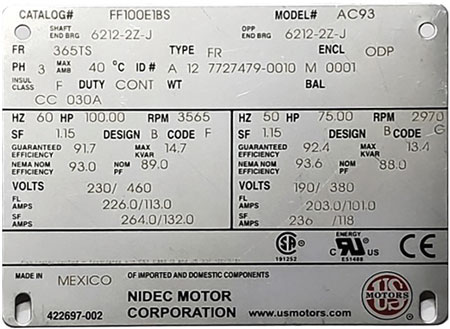 CATALOG# FF100E1BS MODEL# AC93
SHAFT END BRG 6212-2Z-J OPP END BRG 6212-2Z-J
FR 365TS TYPE FR ENCL ODP
PH 3 MAX AMB 40 °C ID# A 12 7727479-0010 M 0001
INSUL CLASS F DUTY CONT WT BAL
CC 030A
HZ 60 HP 100.00 RPM 3565
SF 1.15 DESIGN B CODE F
GUARANTEED EFFICIENCY 91.7 MAX KVAR 14.7
NEMA NOM EFFICIENCY 93.0 NOM PF 89.0
VOLTS 230/ 460
FL AMPS 226.0/113.0
SF AMPS 264.0/132.0
HZ 50 HP 75.00 RPM 2970
SF 1.15 DESIGN B CODE G
GUARANTEED EFFICIENCY 92.4 MAX KVAR 13.4
NEMA NOM EFFICIENCY 93.6 NOM PF 88.0
VOLTS 190/ 380
FL AMPS 203.0/101.0
SF AMPS 236 /118
SA 191252
ENERGY
C UR US
E51488
CE
MADE IN MEXICO OF IMPORTED AND DOMESTIC COMPONENTS
NIDEC MOTOR
CORPORATION
422697-002
www.usmotors.com
US
MOTORS